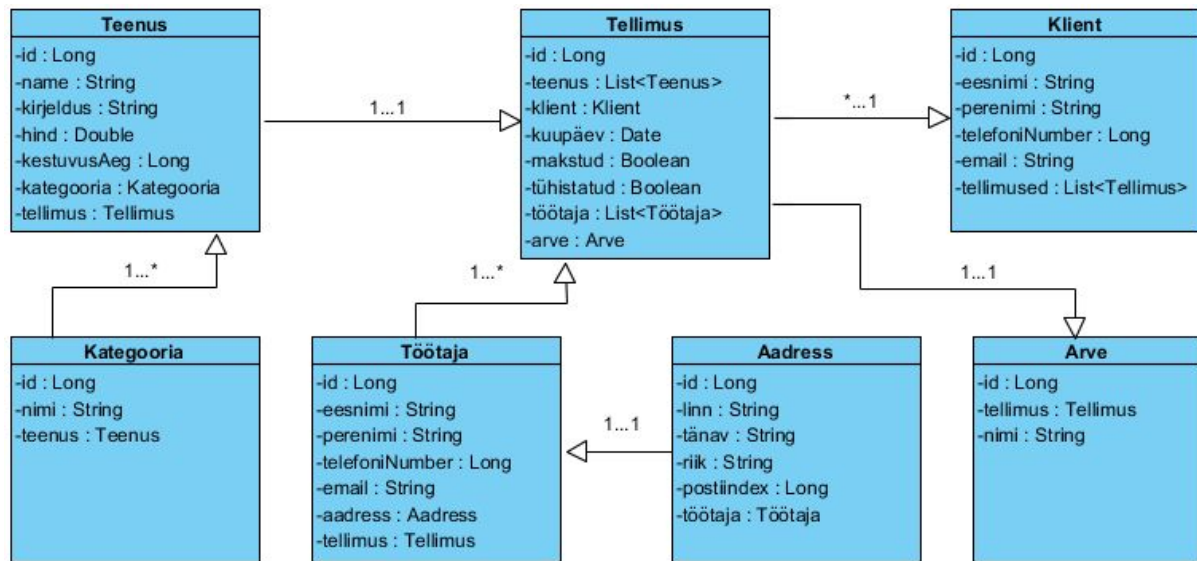 Teenus
-id : Long
-name : String
-kirjeldus : String
-hind : Double
-kestuvusAeg : Long
-kategooria : Kategooria
-tellimus : Tellimus
1...1
Tellimus
-id : Long
-teenus : List<Teenus>
-klient : Klient
-kuupäev : Date
-makstud : Boolean
-tühistatud : Boolean
-töötaja : List<Töötaja>
-arve : Arve
*...1
Klient
-id : Long
-eesnimi : String
-perenimi : String
-telefoniNumber : Long
-email : String
-tellimused : List<Tellimus>
1...*
1...*
1...1
Kategooria
-id : Long
-nimi : String
-teenus : Teenus
Töötaja
-id : Long
-eesnimi : String
-perenimi : String
-telefoniNumber : Long
-email : String
-aadress : Aadress
-tellimus : Tellimus
1...1
Aadress
-id : Long
-linn : String
-tänav : String
-riik : String
-postiindex : Long
-töötaja : Töötaja
Arve
-id : Long
-tellimus : Tellimus
-nimi : String